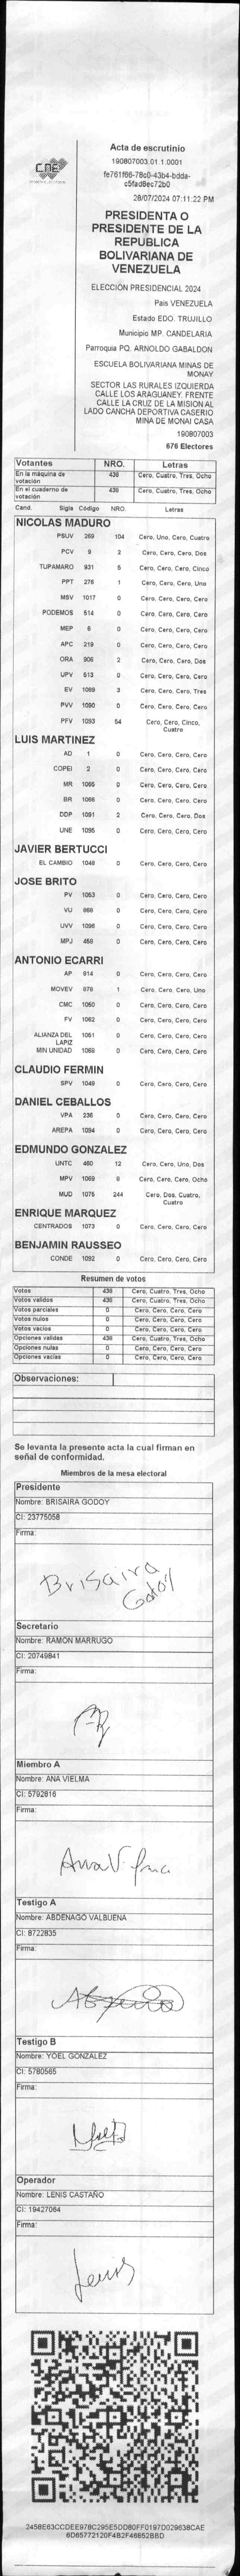 CNE
Acta de escrutinio
190807003.01.1.0001
fe761f66-78c0-43b4-bdda-
c5fad8ec72b0
28/07/2024 07:11:22 PM
PRESIDENTA O
PRESIDENTE DE LA
REPUBLICA
BOLIVARIANA DE
VENEZUELA
ELECCIÓN PRESIDENCIAL 2024
Pais VENEZUELA
Estado EDO. TRUJILLO
Municipio MP. CANDELARIA
Parroquia PQ. ARNOLDO GABALDON
ESCUELA BOLIVARIANA MINAS DE
MONAY
SECTOR LAS RURALES IZQUIERDA
CALLE LOS ARAGUANEY. FRENTE
CALLE LA CRUZ DE LA MISION AL
LADO CANCHA DEPORTIVA CASERIO
MINA DE MONAI CASA
190807003
676 Electores
Votantes NRO. Letras
En la máquina de votación 438 Cero, Cuatro, Tres, Ocho
En el cuaderno de votación 438 Cero, Cuatro, Tres, Ocho
Cand. Sigla Código NRO. Letras
NICOLAS MADURO
PSUV 269 104 Cero, Uno, Cero, Cuatro
PCV 9 2 Cero, Cero, Cero, Dos
TUPAMARO 931 5 Cero, Cero, Cero, Cinco
PPT 276 1 Cero, Cero, Cero, Uno
MSV 1017 0 Cero, Cero, Cero, Cero
PODEMOS 514 0 Cero, Cero, Cero, Cero
MEP 6 0 Cero, Cero, Cero, Cero
APC 219 0 Cero, Cero, Cero, Cero
ORA 906 2 Cero, Cero, Cero, Dos
UPV 513 0 Cero, Cero, Cero, Cero
EV 1089 3 Cero, Cero, Cero, Tres
PVV 1090 0 Cero, Cero, Cero, Cero
PFV 1093 54 Cero, Cero, Cinco,
Cuatro
LUIS MARTINEZ
AD 1 0 Cero, Cero, Cero, Cero
COPEI 2 0 Cero, Cero, Cero, Cero
MR 1065 0 Cero, Cero, Cero, Cero
BR 1066 0 Cero, Cero, Cero, Cero
DDP 1091 2 Cero, Cero, Cero, Dos
UNE 1095 0 Cero, Cero, Cero, Cero
JAVIER BERTUCCI
EL CAMBIO 1048 0 Cero, Cero, Cero, Cero
JOSE BRITO
PV 1053 0 Cero, Cero, Cero, Cero
VU 868 0 Cero, Cero, Cero, Cero
UVV 1096 0 Cero, Cero, Cero, Cero
MPJ 458 0 Cero, Cero, Cero, Cero
ANTONIO ECARRI
AP 814 0 Cero, Cero, Cero, Cero
MOVEV 878 1 Cero, Cero, Cero, Uno
CMC 1050 0 Cero, Cero, Cero, Cero
FV 1062 0 Cero, Cero, Cero, Cero
ALIANZA DEL LAPIZ 1051 0 Cero, Cero, Cero, Cero
MIN UNIDAD 1068 0 Cero, Cero, Cero, Cero
CLAUDIO FERMIN
SPV 1049 0 Cero, Cero, Cero, Cero
DANIEL CEBALLOS
VPA 236 0 Cero, Cero, Cero, Cero
AREPA 1094 0 Cero, Cero, Cero, Cero
EDMUNDO GONZALEZ
UNTC 460 12 Cero, Cero, Uno, Dos
MPV 1069 8 Cero, Cero, Cero, Ocho
MUD 1075 244 Cero, Dos, Cuatro,
Cuatro
ENRIQUE MARQUEZ
CENTRADOS 1073 0 Cero, Cero, Cero, Cero
BENJAMIN RAUSSEO
CONDE 1092 0 Cero, Cero, Cero, Cero
Resumen de votos
Votos 438 Cero, Cuatro, Tres, Ocho
Votos validos 438 Cero, Cuatro, Tres, Ocho
Votos parciales 0 Cero, Cero, Cero, Cero
Votos nulos 0 Cero, Cero, Cero, Cero
Votos vacios 0 Cero, Cero, Cero, Cero
Opciones validas 438 Cero, Cuatro, Tres, Ocho
Opciones nulas 0 Cero, Cero, Cero, Cero
Opciones vacias 0 Cero, Cero, Cero, Cero
Observaciones:
Se levanta la presente acta la cual firman en
señal de conformidad.
Miembros de la mesa electoral
Presidente
Nombre: BRISAIRA GODOY
CI: 23775058
Firma:
Brisaira
Godoy
Secretario
Nombre: RAMON MARRUGO
CI: 20749841
Firma:
Miembro A
Nombre: ANA VIELMA
CI: 5792816
Firma:
Testigo A
Nombre: ABDENAGO VALBUENA
CI: 8722835
Firma:
Testigo B
Nombre: YOEL GONZALEZ
CI: 5780565
Firma:
Operador
Nombre: LENIS CASTAÑO
CI: 19427064
Firma:
Lenis
2458E63CCDEE978C295E5DD80FF0197D029638CAE
6D65772120F4B2F46852BBD